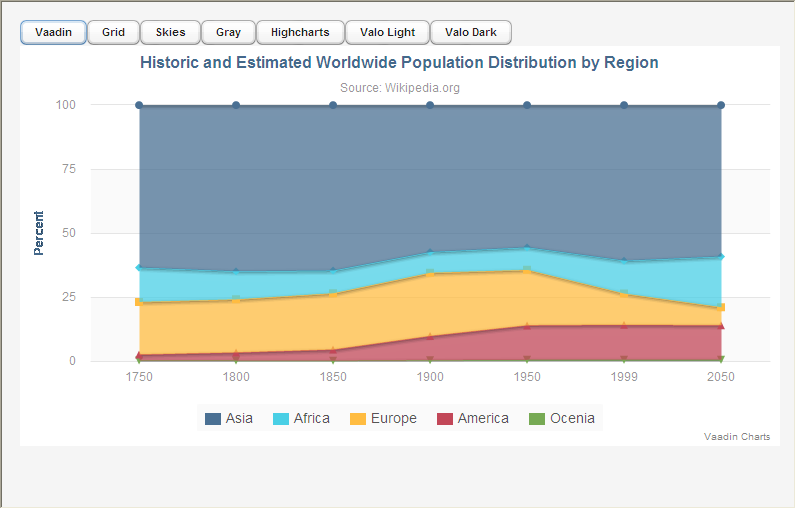 Vaadin Grid Skies Gray Highcharts Valo Light Valo Dark
Historic and Estimated Worldwide Population Distribution by Region
Source: Wikipedia.org
Percent
100
75
50
25
0
1750 1800 1850 1900 1950 1999 2050
Asia Africa Europe America Ocenia
Vaadin Charts